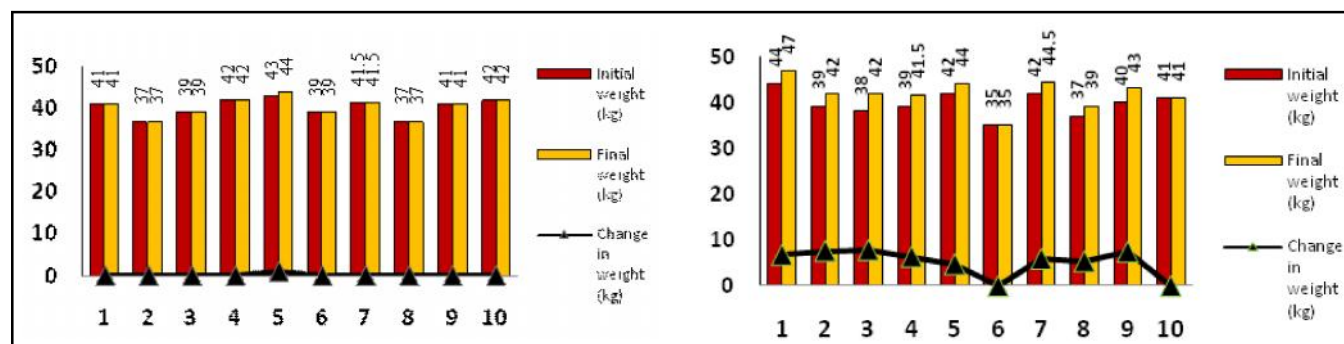 41 41 37 37 39 39 42 42 43 44 39 39 41.5 41.5 37 37 41 41 42 42
50
40
30
20
10
0
1 2 3 4 5 6 7 8 9 10
Initial
weight
(kg)
Final
weight
(kg)
Change
in
weight
(kg)
44 47 39 42 38 42 39 41.5 42 44 35 35 42 44.5 37 39 40 43 41 41
50
40
30
20
10
0
1 2 3 4 5 6 7 8 9 10
Initial
weight
(kg)
Final
weight
(kg)
Change
in
weight
(kg)